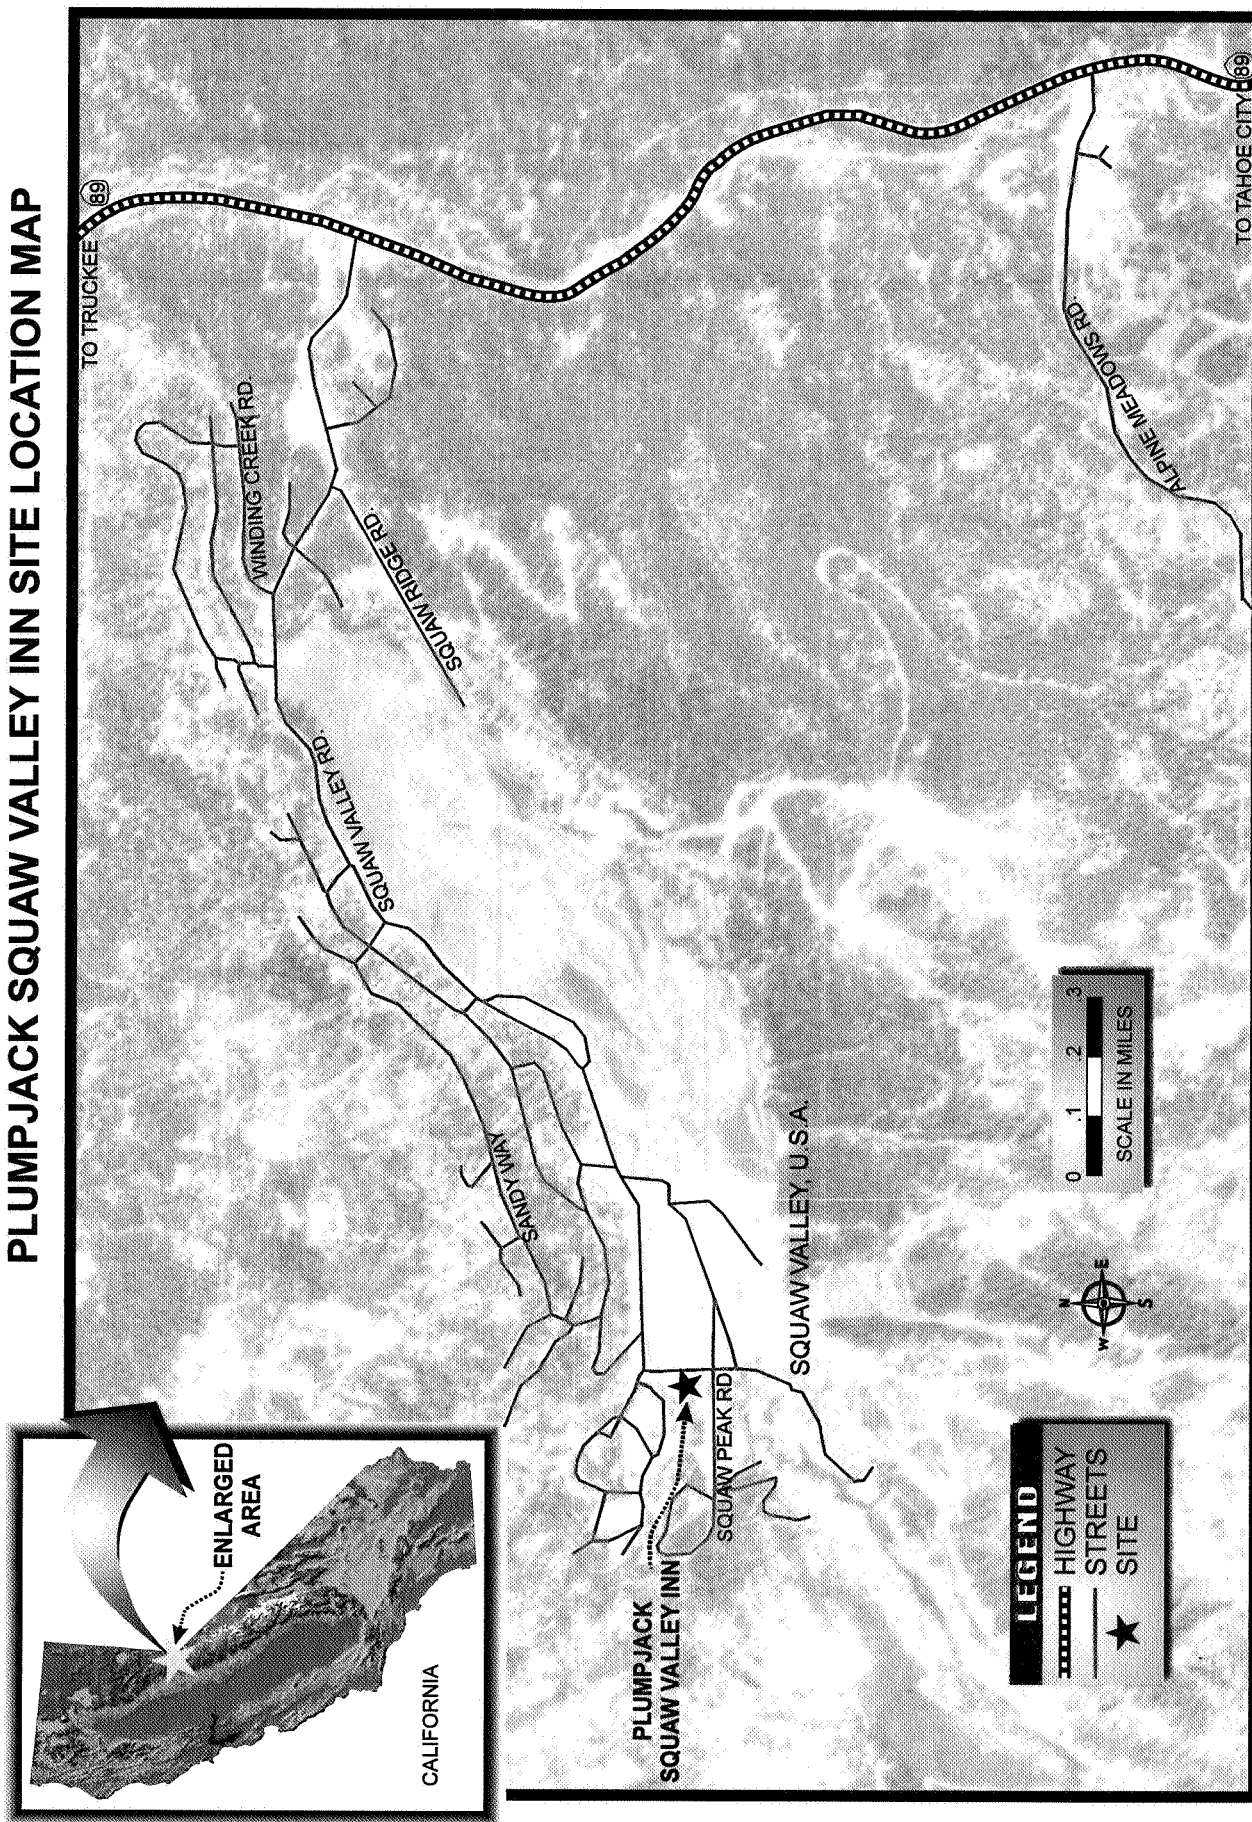 PLUMPJACK SQUAW VALLEY INN SITE LOCATION MAP
TO TRUCKEE
89
WINDING CREEK RD.
SQUAW RIDGE RD.
SQUAW VALLEY RD.
SANDY WAY
ALPINE MEADOWS RD.
TO TAHOE CITY
89
ENLARGED
AREA
CALIFORNIA
PLUMPJACK
SQUAW VALLEY INN
SQUAW PEAK RD
SQUAW VALLEY, U.S.A.
N
E
S
W
0 .1 .2 .3
SCALE IN MILES
LEGEND
HIGHWAY
STREETS
SITE